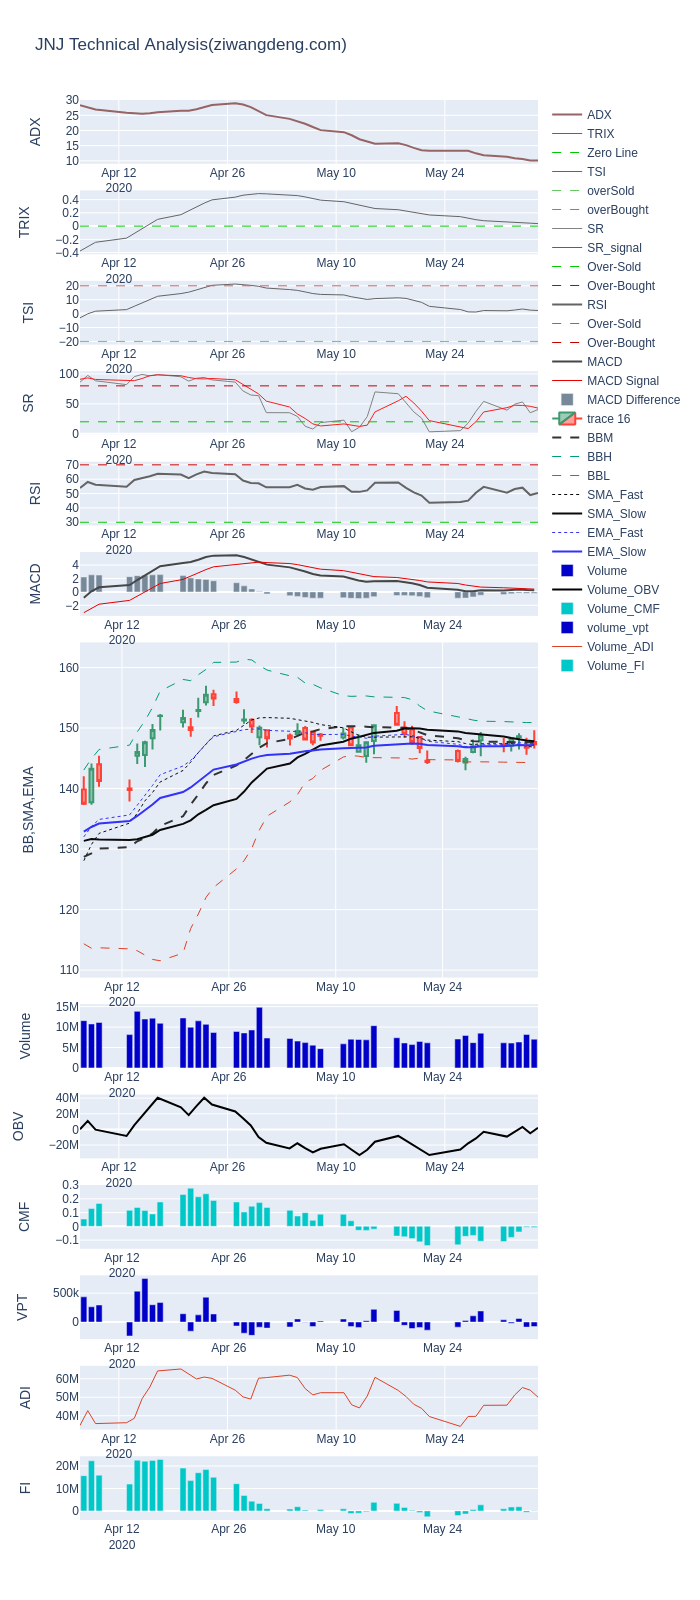 JNJ Technical Analysis(ziwangdeng.com)
ADX
30
25
20
15
10
Apr 12
2020
Apr 26
May 10
May 24
TRIX
0.4
0.2
0
−0.2
−0.4
Apr 12
2020
Apr 26
May 10
May 24
TSI
20
10
0
−10
−20
Apr 12
2020
Apr 26
May 10
May 24
SR
100
50
0
Apr 12
2020
Apr 26
May 10
May 24
RSI
70
60
50
40
30
Apr 12
2020
Apr 26
May 10
May 24
MACD
4
2
0
−2
Apr 12
2020
Apr 26
May 10
May 24
BB,SMA,EMA
160
150
140
130
120
110
Apr 12
2020
Apr 26
May 10
May 24
Volume
15M
10M
5M
0
Apr 12
2020
Apr 26
May 10
May 24
OBV
40M
20M
0
−20M
Apr 12
2020
Apr 26
May 10
May 24
CMF
0.3
0.2
0.1
0
−0.1
Apr 12
2020
Apr 26
May 10
May 24
VPT
500k
0
Apr 12
2020
Apr 26
May 10
May 24
ADI
60M
50M
40M
Apr 12
2020
Apr 26
May 10
May 24
FI
20M
10M
0
Apr 12
2020
Apr 26
May 10
May 24
ADX
TRIX
Zero Line
TSI
overSold
overBought
SR
SR_signal
Over-Sold
Over-Bought
RSI
Over-Sold
Over-Bought
MACD
MACD Signal
MACD Difference
trace 16
BBM
BBH
BBL
SMA_Fast
SMA_Slow
EMA_Fast
EMA_Slow
Volume
Volume_OBV
Volume_CMF
volume_vpt
Volume_ADI
Volume_FI